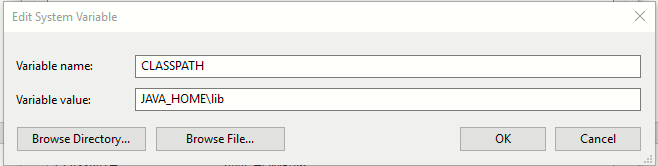 Edit System Variable
Variable name: CLASSPATH
Variable value: JAVA_HOME\lib
Browse Directory... Browse File... OK Cancel